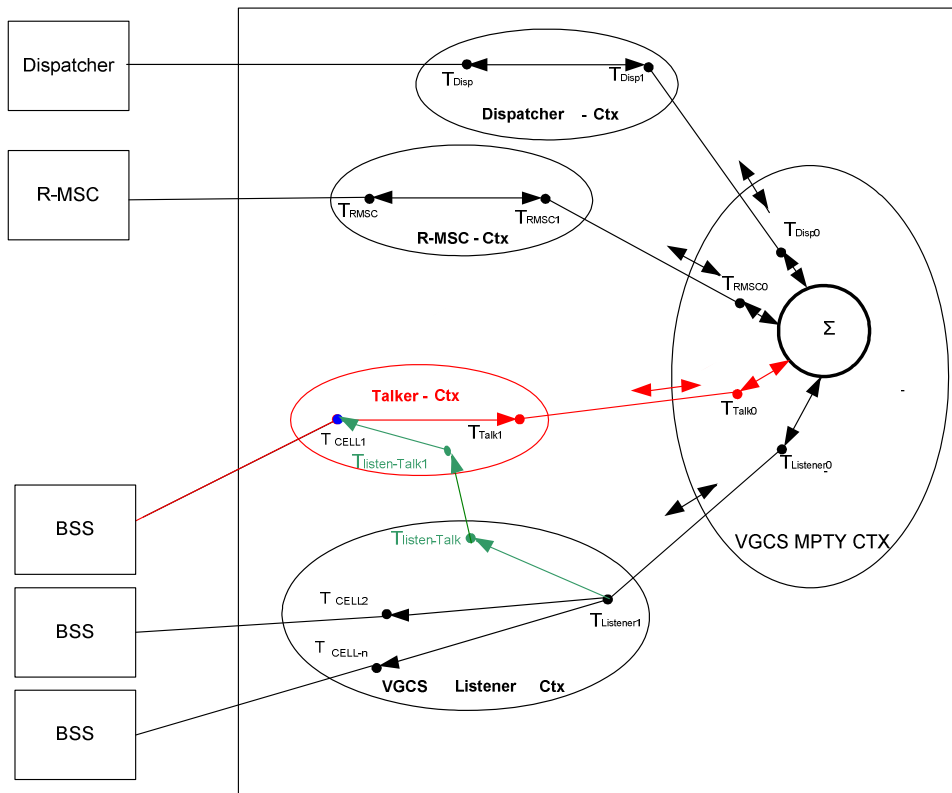 Dispatcher
TDisp
TDisp1
Dispatcher - Ctx
R-MSC
TRMSC
TRMSC1
R-MSC - Ctx
TDisp0
TRMSC0
Σ
Talker - Ctx
T CELL1
TTalk1
TTalk0
-
Tlisten-Talk1
TListener_0
BSS
Tlisten-Talk
VGCS MPTY CTX
T CELL2
BSS
TListener1
T CELL-n
VGCS Listener Ctx
BSS